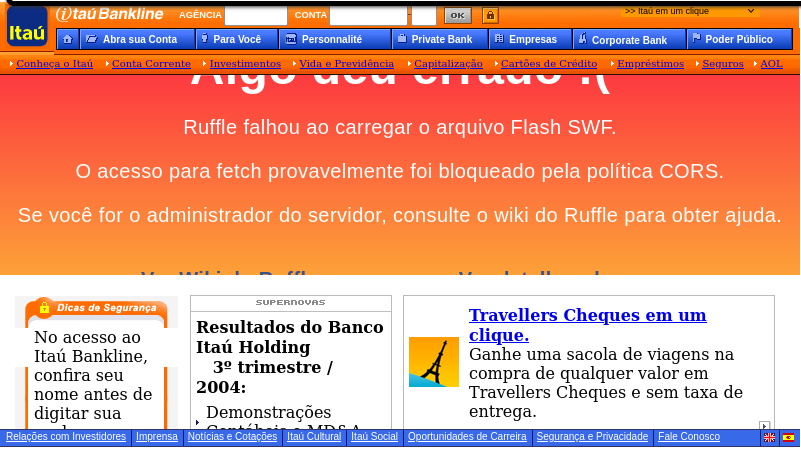 Itaú
itaú Bankline AGÊNCIA CONTA - OK >> Itaú em um clique
Abra sua Conta Para Você Personnalité Private Bank Empresas Corporate Bank Poder Público
Conheça o Itaú Conta Corrente Investimentos Vida e Previdência Capitalização Cartões de Crédito Empréstimos Seguros AOL
Algo deu errado :(
Ruffle falhou ao carregar o arquivo Flash SWF.
O acesso para fetch provavelmente foi bloqueado pela política CORS.
Se você for o administrador do servidor, consulte o wiki do Ruffle para obter ajuda.
Dicas de Segurança
No acesso ao
Itaú Bankline,
confira seu
nome antes de
digitar sua
SUPERNOVAS
Resultados do Banco
Itaú Holding
3º trimestre /
2004:
Demonstrações
Contábeis e MD&A
Travellers Cheques em um
clique.
Ganhe uma sacola de viagens na
compra de qualquer valor em
Travellers Cheques e sem taxa de
entrega.
Relações com Investidores Imprensa Notícias e Cotações Itaú Cultural Itaú Social Oportunidades de Carreira Segurança e Privacidade Fale Conosco